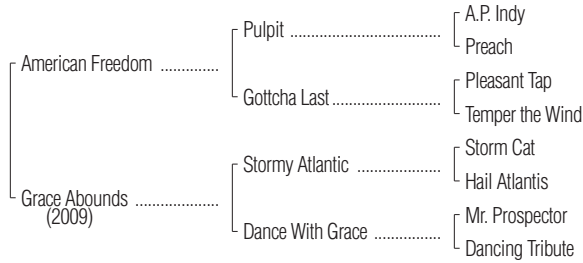 A.P. Indy
Pulpit
Preach
American Freedom
Pleasant Tap
Gottcha Last
Temper the Wind
Storm Cat
Stormy Atlantic
Hail Atlantis
Grace Abounds
(2009)
Mr. Prospector
Dance With Grace
Dancing Tribute